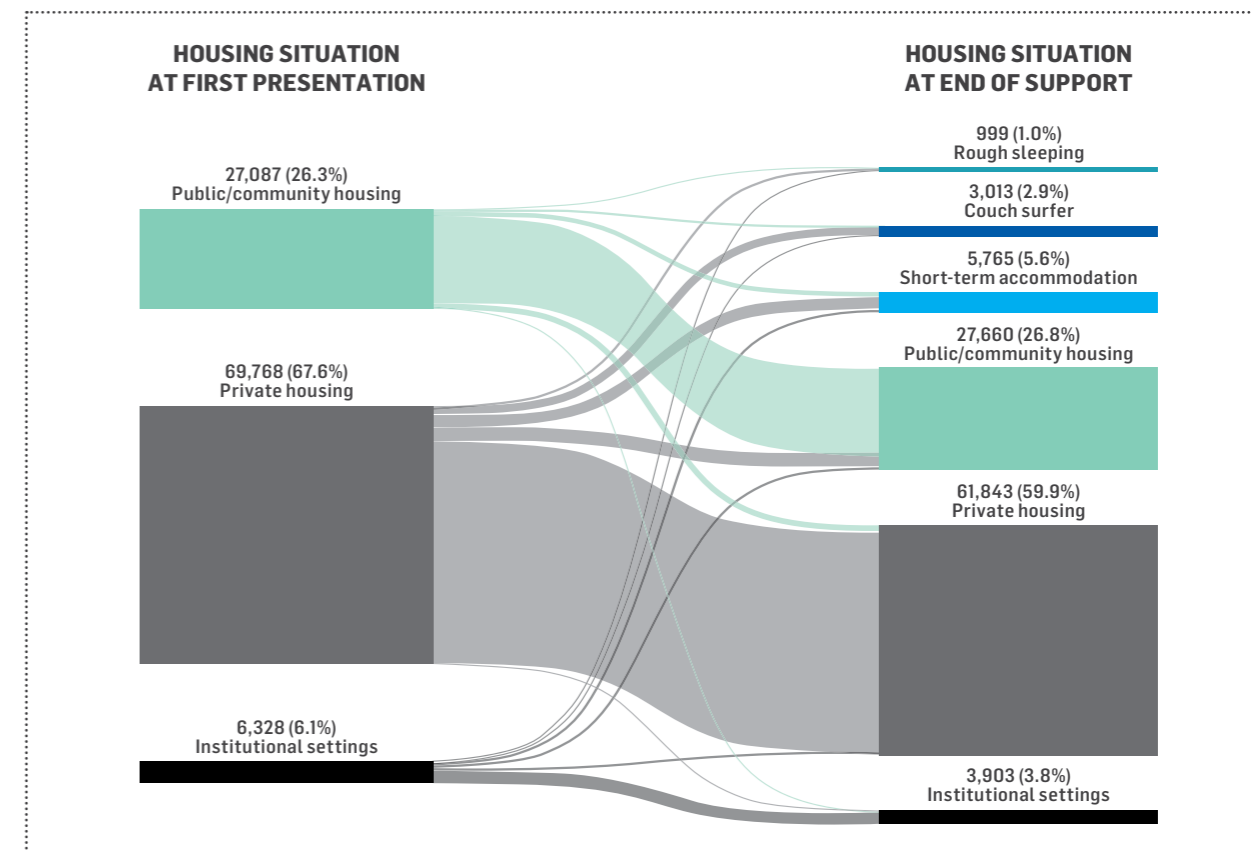 HOUSING SITUATION
AT FIRST PRESENTATION
27,087 (26.3%)
Public/community housing
69,768 (67.6%)
Private housing
6,328 (6.1%)
Institutional settings
HOUSING SITUATION
AT END OF SUPPORT
999 (1.0%)
Rough sleeping
3,013 (2.9%)
Couch surfer
5,765 (5.6%)
Short-term accommodation
27,660 (26.8%)
Public/community housing
61,843 (59.9%)
Private housing
3,903 (3.8%)
Institutional settings